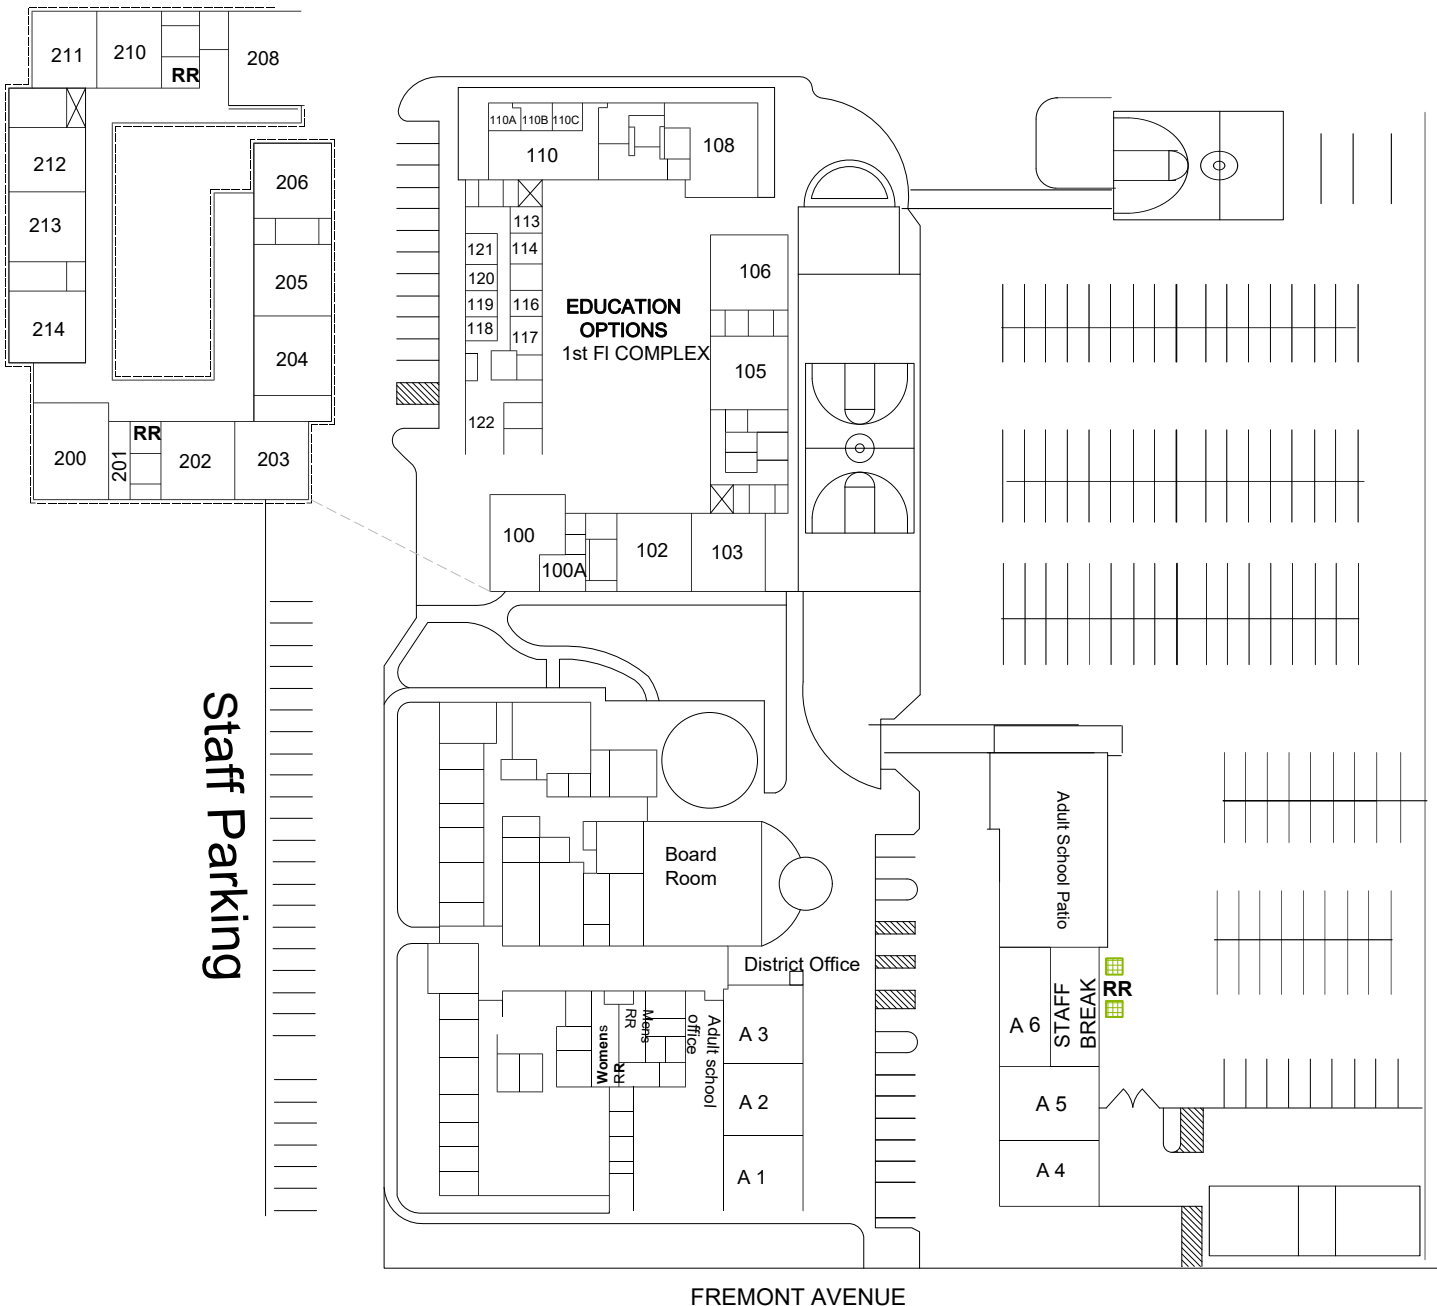 211
210
RR
208
212
213
214
206
205
204
200
201
RR
202
203
110A
110B
110C
110
108
113
121
114
120
119
116
118
117
122
106
105
EDUCATION
OPTIONS
1st Fl COMPLEX
100
100A
102
103
Staff Parking
Board
Room
District Office
Adult School Patio
Womens
RR
Mens
RR
Adult school
office
A 3
A 2
A 1
A 6
STAFF
BREAK
RR
A 5
A 4
FREMONT AVENUE